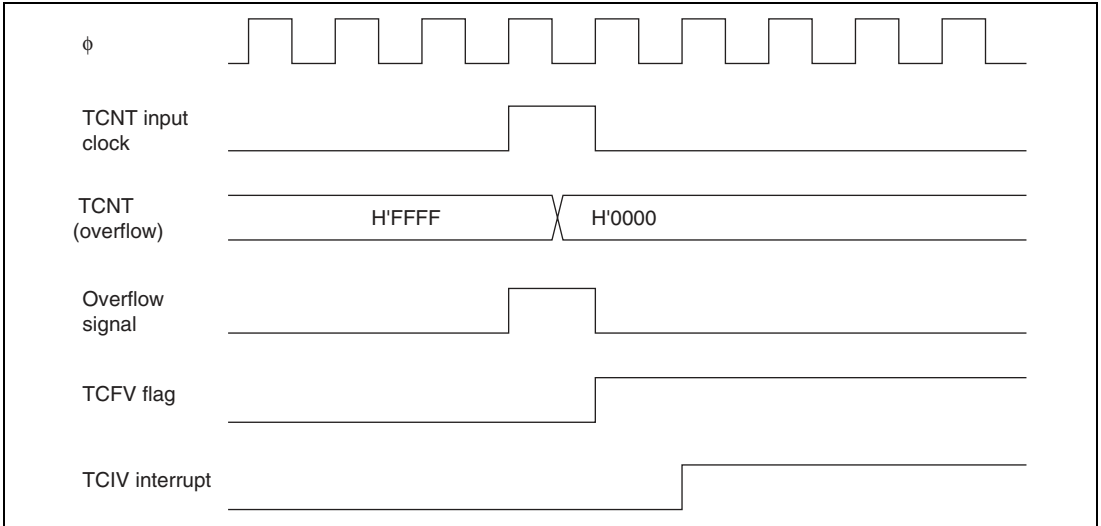 ϕ
TCNT input
clock
TCNT
(overflow)
H'FFFF
H'0000
Overflow
signal
TCFV flag
TCIV interrupt